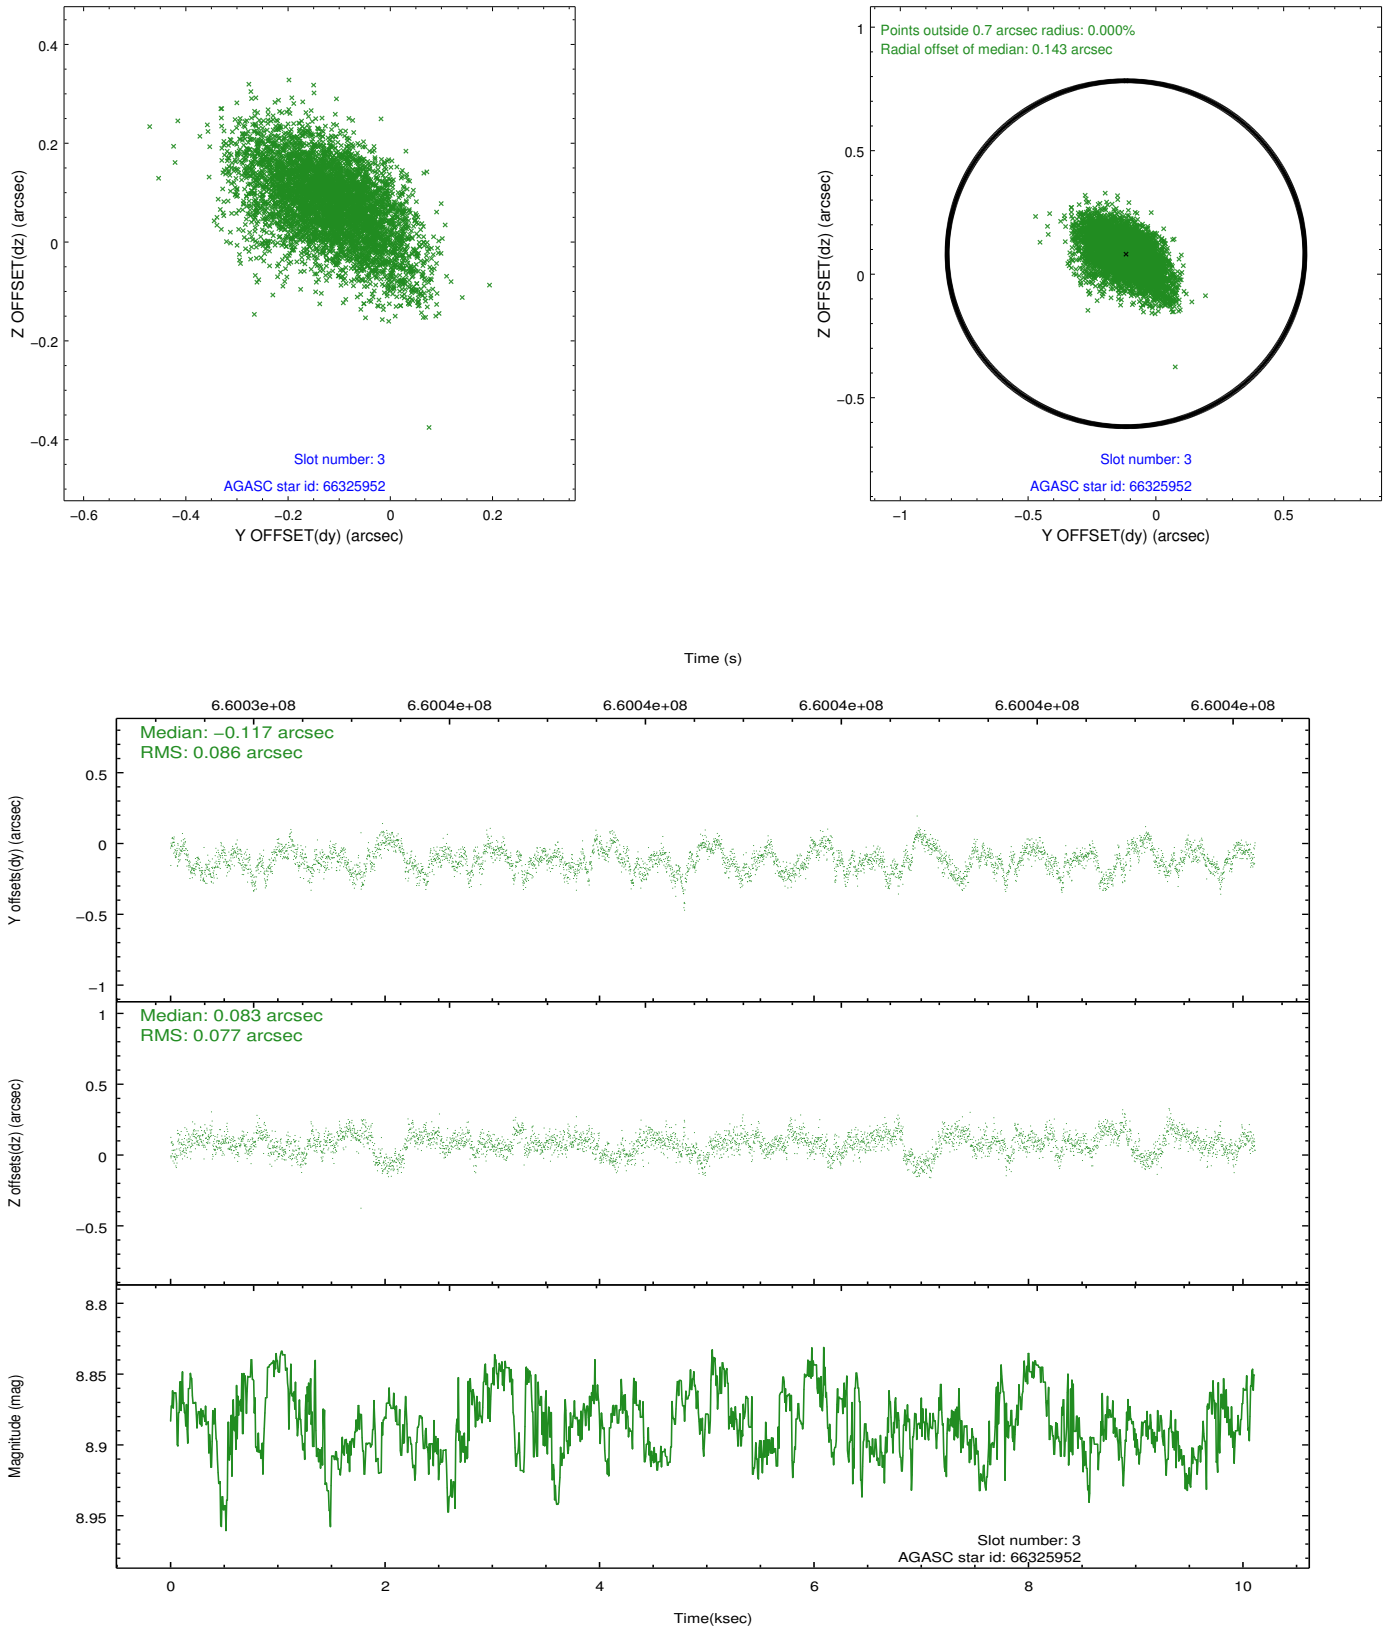 0.4
0.2
0
−0.2
−0.4
Z OFFSET(dz) (arcsec)
Slot number: 3
AGASC star id: 66325952
−0.6 −0.4 −0.2 0 0.2
Y OFFSET(dy) (arcsec)
Points outside 0.7 arcsec radius: 0.000%
Radial offset of median: 0.143 arcsec
1
0.5
0
−0.5
Z OFFSET(dz) (arcsec)
Slot number: 3
AGASC star id: 66325952
−1 −0.5 0 0.5
Y OFFSET(dy) (arcsec)
Time (s)
6.6003e+08 6.6004e+08 6.6004e+08 6.6004e+08 6.6004e+08 6.6004e+08
Median: −0.117 arcsec
RMS: 0.086 arcsec
0.5
0
−0.5
−1
Y offsets(dy) (arcsec)
Median: 0.083 arcsec
RMS: 0.077 arcsec
1
0.5
0
−0.5
Z offsets(dz) (arcsec)
8.8
8.85
8.9
8.95
Magnitude (mag)
Slot number: 3
AGASC star id: 66325952
0 2 4 6 8 10
Time(ksec)